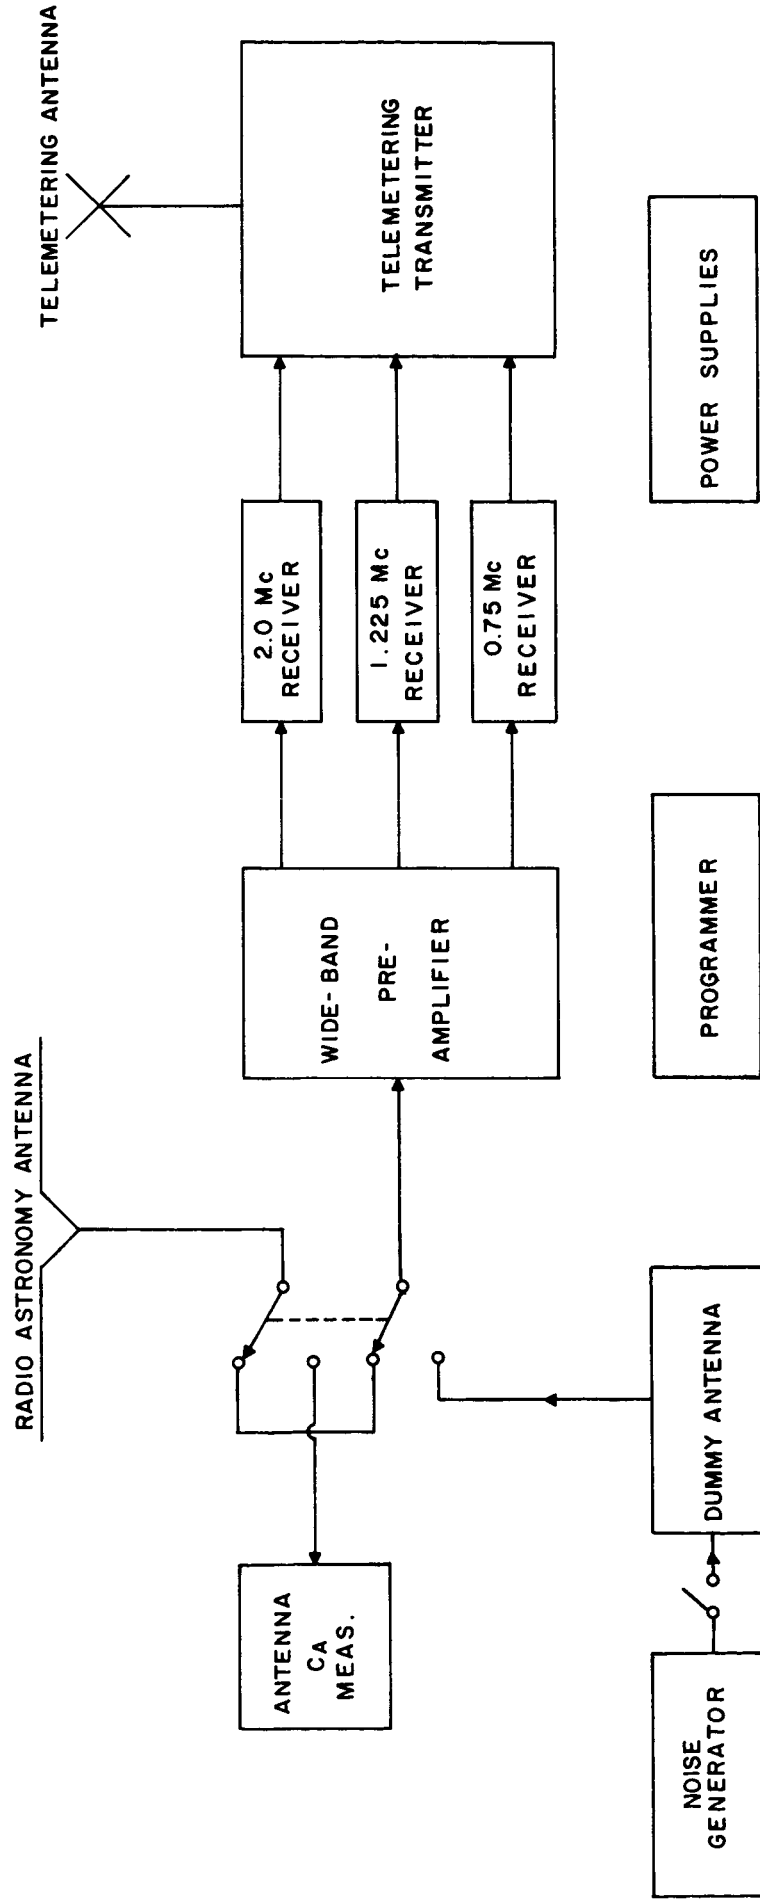 RADIO ASTRONOMY ANTENNA
TELEMETERING ANTENNA
ANTENNA
CA
MEAS.
WIDE-BAND
PRE-
AMPLIFIER
2.0 Mc
RECEIVER
1.225 Mc
RECEIVER
0.75 Mc
RECEIVER
TELEMETERING
TRANSMITTER
NOISE
GENERATOR
DUMMY ANTENNA
PROGRAMMER
POWER SUPPLIES